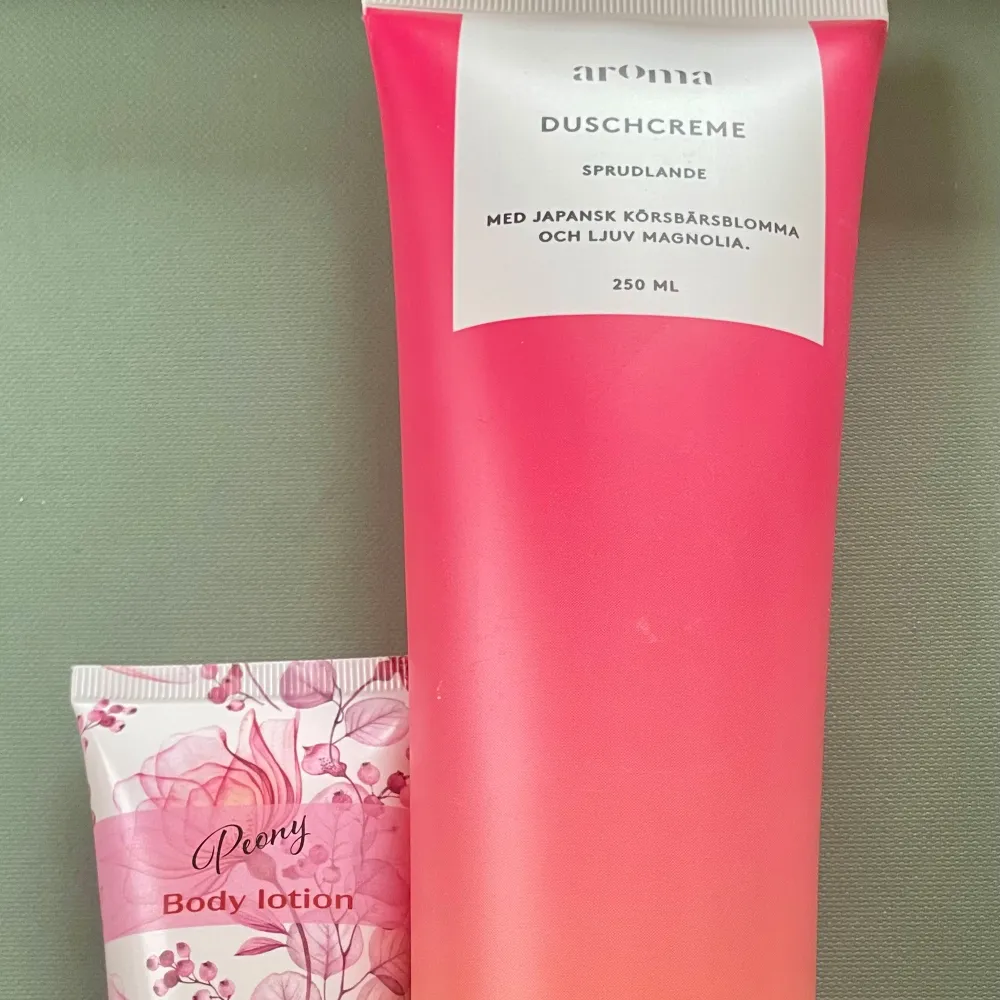 arOma
DUSCHCREME
SPRUDLANDE
MED JAPANSK KÖRSBÄRSBLOMMA
OCH LJUV MAGNOLIA.
250 ML
Peony
Body lotion